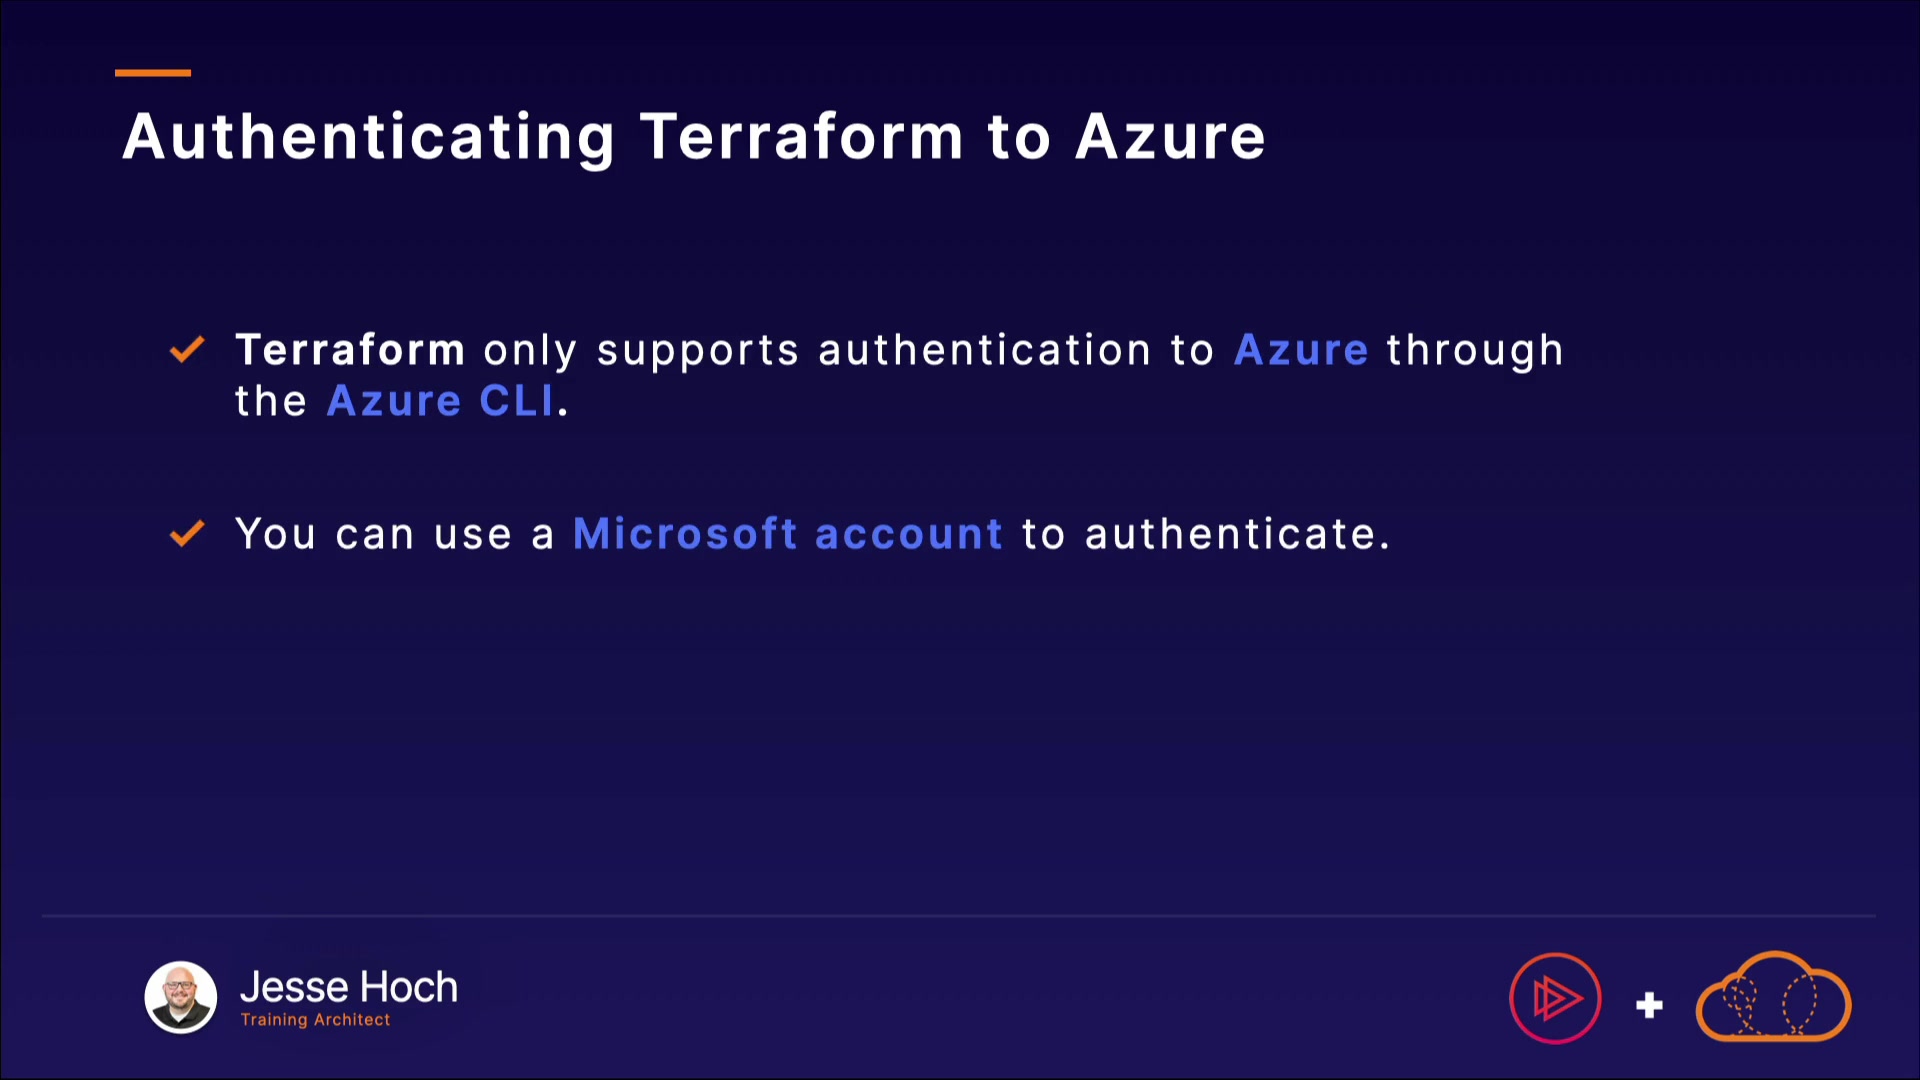 Authenticating Terraform to Azure
Terraform only supports authentication to Azure through
the Azure CLI.
You can use a Microsoft account to authenticate.
Jesse Hoch
Training Architect